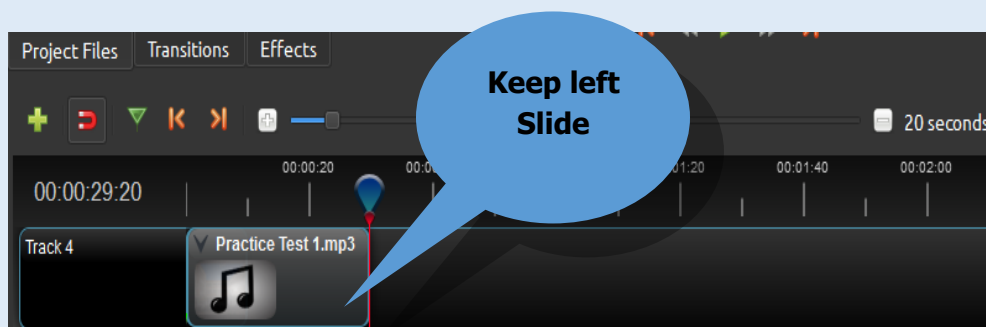 Project Files Transitions Effects
Keep left
Slide
20 seconds
00:00:29:20
00:00:20
01:20 00:01:40 00:02:00
Track 4
Practice Test 1.mp3